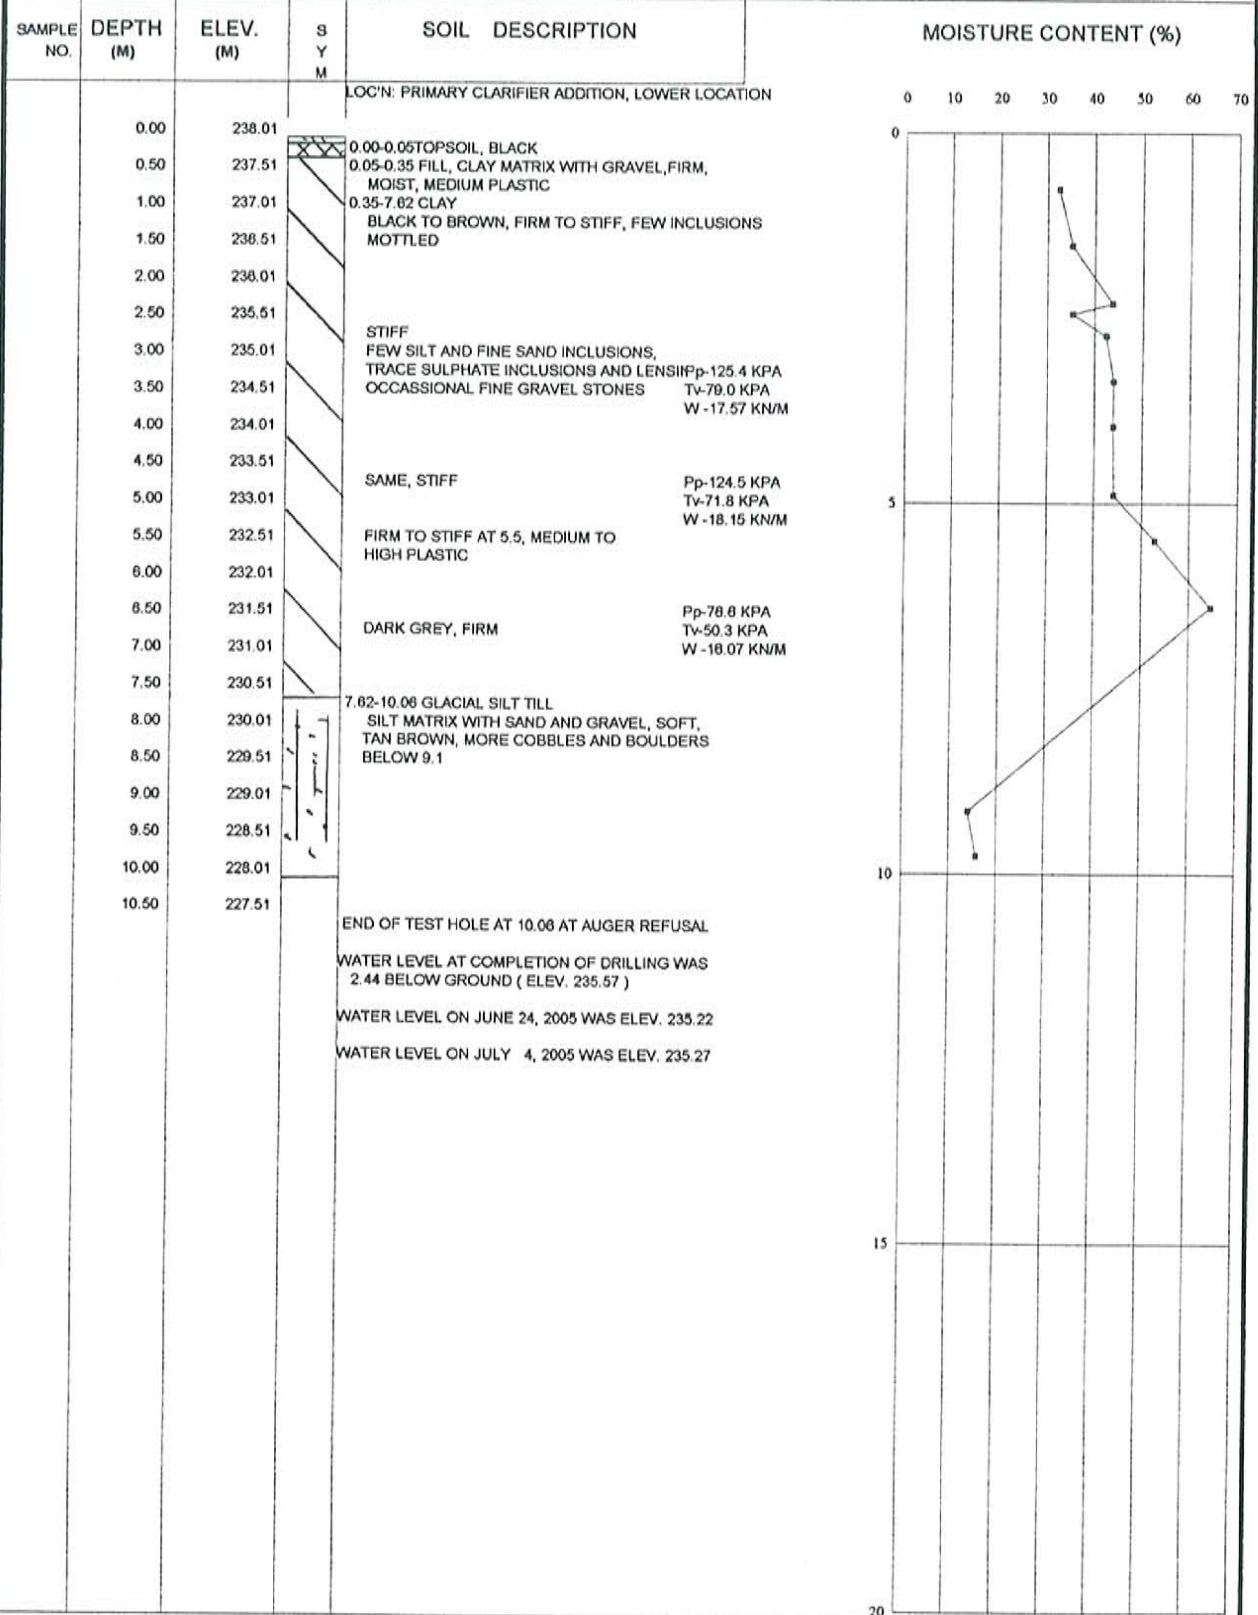 SAMPLE NO. DEPTH (M) ELEV. (M) SYM SOIL DESCRIPTION MOISTURE CONTENT (%)
LOC'N: PRIMARY CLARIFIER ADDITION, LOWER LOCATION
0 10 20 30 40 50 60 70
0.00 238.01
0
0.00-0.05TOPSOIL, BLACK
0.50 237.51 0.05-0.35 FILL, CLAY MATRIX WITH GRAVEL,FIRM,
MOIST, MEDIUM PLASTIC
1.00 237.01 0.35-7.62 CLAY
BLACK TO BROWN, FIRM TO STIFF, FEW INCLUSIONS
1.50 236.51 MOTTLED
2.00 236.01
2.50 235.51
STIFF
3.00 235.01 FEW SILT AND FINE SAND INCLUSIONS,
TRACE SULPHATE INCLUSIONS AND LENSIN Pp-125.4 KPA
3.50 234.51 OCCASSIONAL FINE GRAVEL STONES Tv-79.0 KPA
W -17.57 KN/M
4.00 234.01
4.50 233.51
SAME, STIFF Pp-124.5 KPA
5.00 233.01 Tv-71.8 KPA
5
W -18.15 KN/M
5.50 232.51 FIRM TO STIFF AT 5.5, MEDIUM TO
HIGH PLASTIC
6.00 232.01
6.50 231.51 Pp-76.6 KPA
DARK GREY, FIRM Tv-50.3 KPA
7.00 231.01 W -16.07 KN/M
7.50 230.51
7.62-10.06 GLACIAL SILT TILL
8.00 230.01 SILT MATRIX WITH SAND AND GRAVEL, SOFT,
TAN BROWN, MORE COBBLES AND BOULDERS
8.50 229.51 BELOW 9.1
9.00 229.01
9.50 228.51
10.00 228.01
10
10.50 227.51
END OF TEST HOLE AT 10.06 AT AUGER REFUSAL
WATER LEVEL AT COMPLETION OF DRILLING WAS
2.44 BELOW GROUND ( ELEV. 235.57 )
WATER LEVEL ON JUNE 24, 2005 WAS ELEV. 235.22
WATER LEVEL ON JULY 4, 2005 WAS ELEV. 235.27
15
20